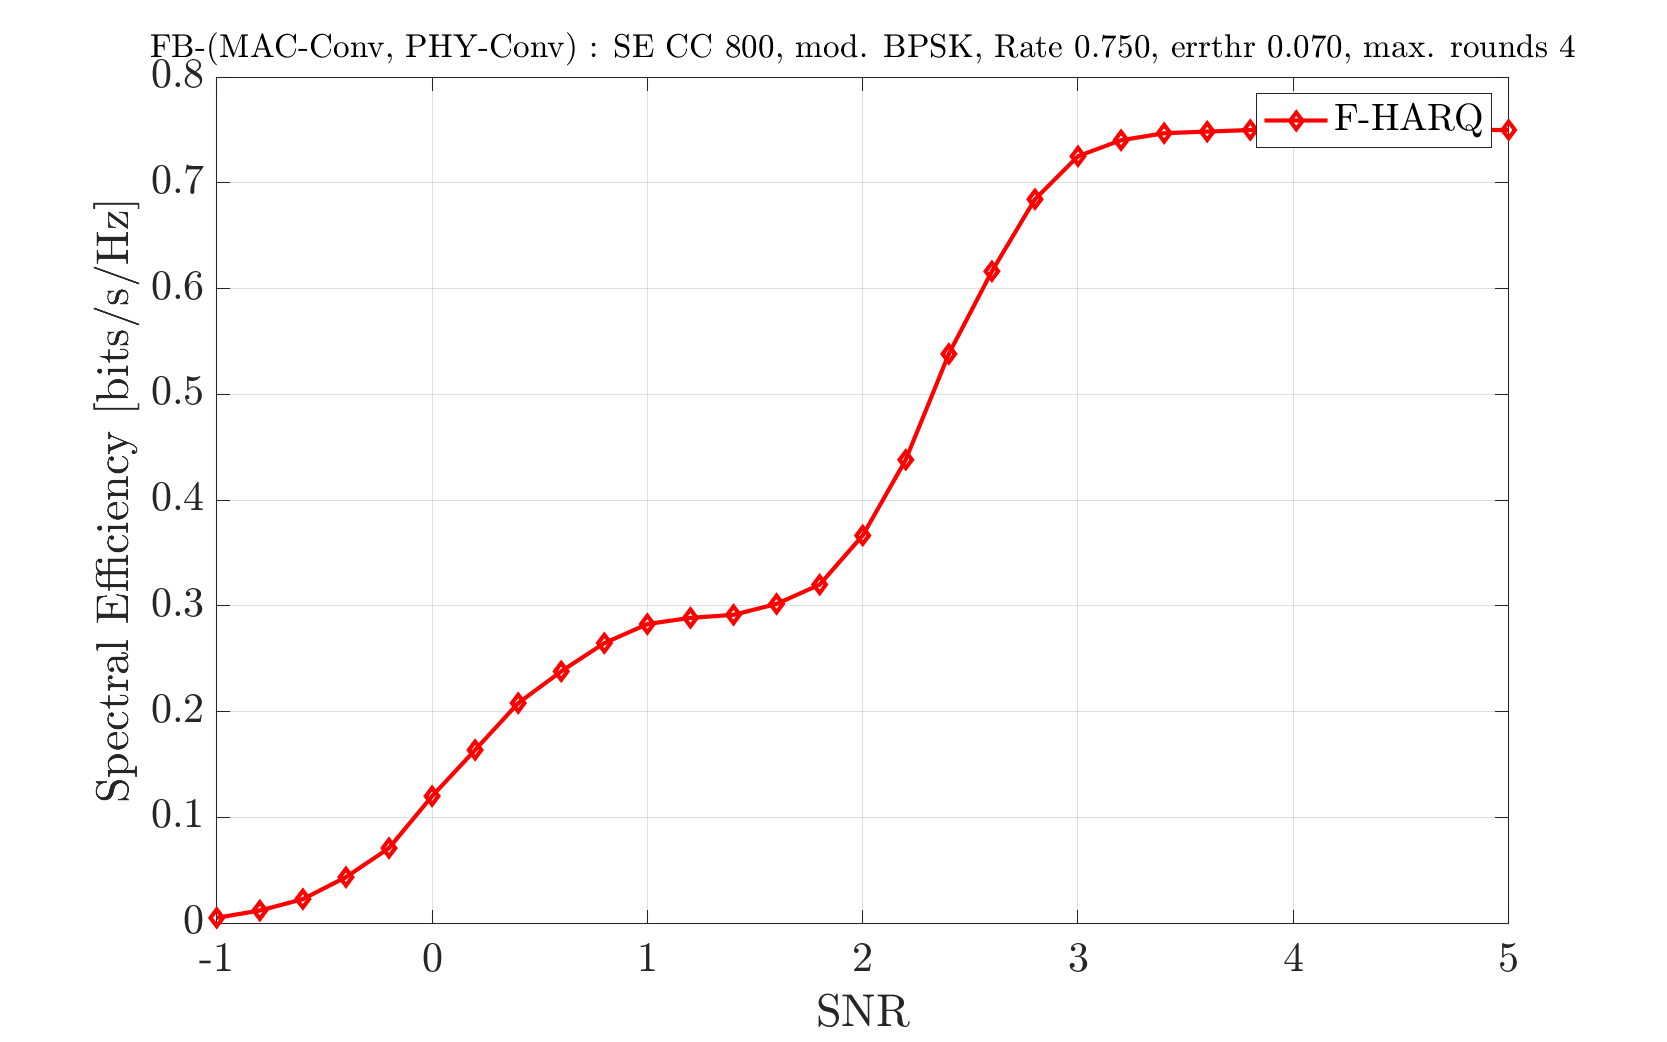 FB-(MAC-Conv, PHY-Conv) : SE CC 800, mod. BPSK, Rate 0.750, errthr 0.070, max. rounds 4
F-HARQ
Spectral Efficiency [bits/s/Hz]
0.8
0.7
0.6
0.5
0.4
0.3
0.2
0.1
0
-1 0 1 2 3 4 5
SNR